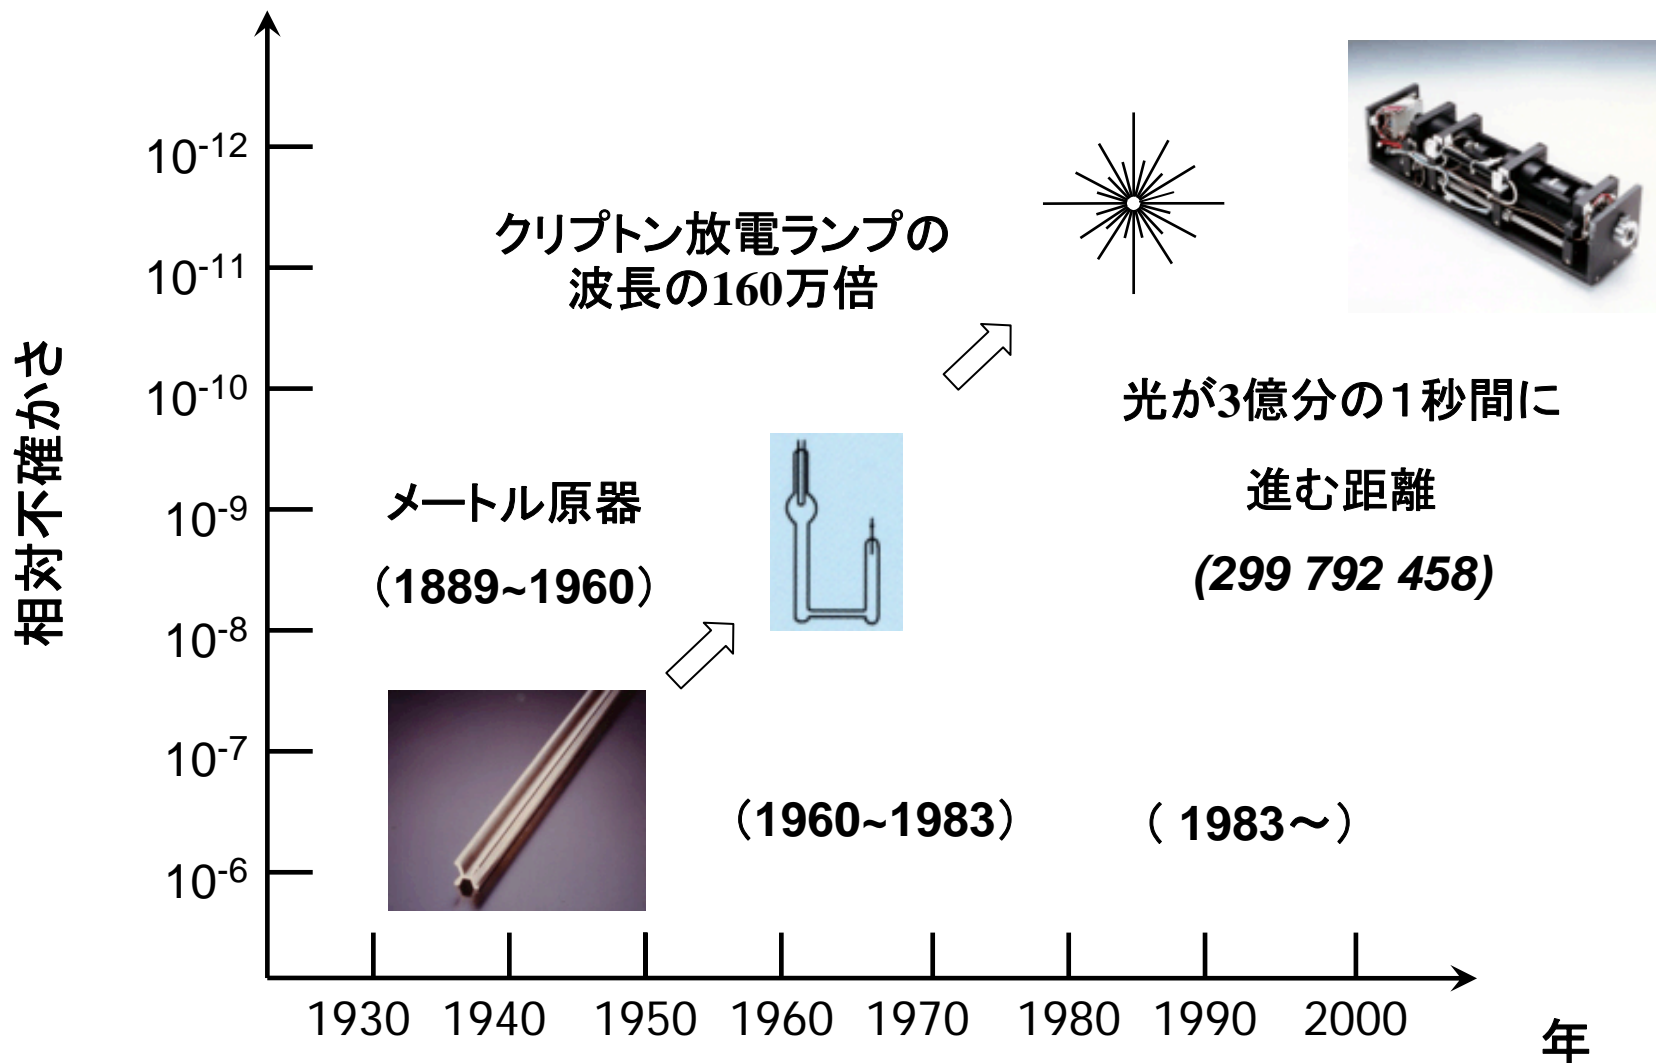 10-12
10-11
10-10
10-9
10-8
10-7
10-6
相対不確かさ
クリプトン放電ランプの
波長の160万倍
メートル原器
（1889~1960）
光が3億分の１秒間に
進む距離
(299 792 458)
（1960~1983）
（ 1983～）
1930 1940 1950 1960 1970 1980 1990 2000
年